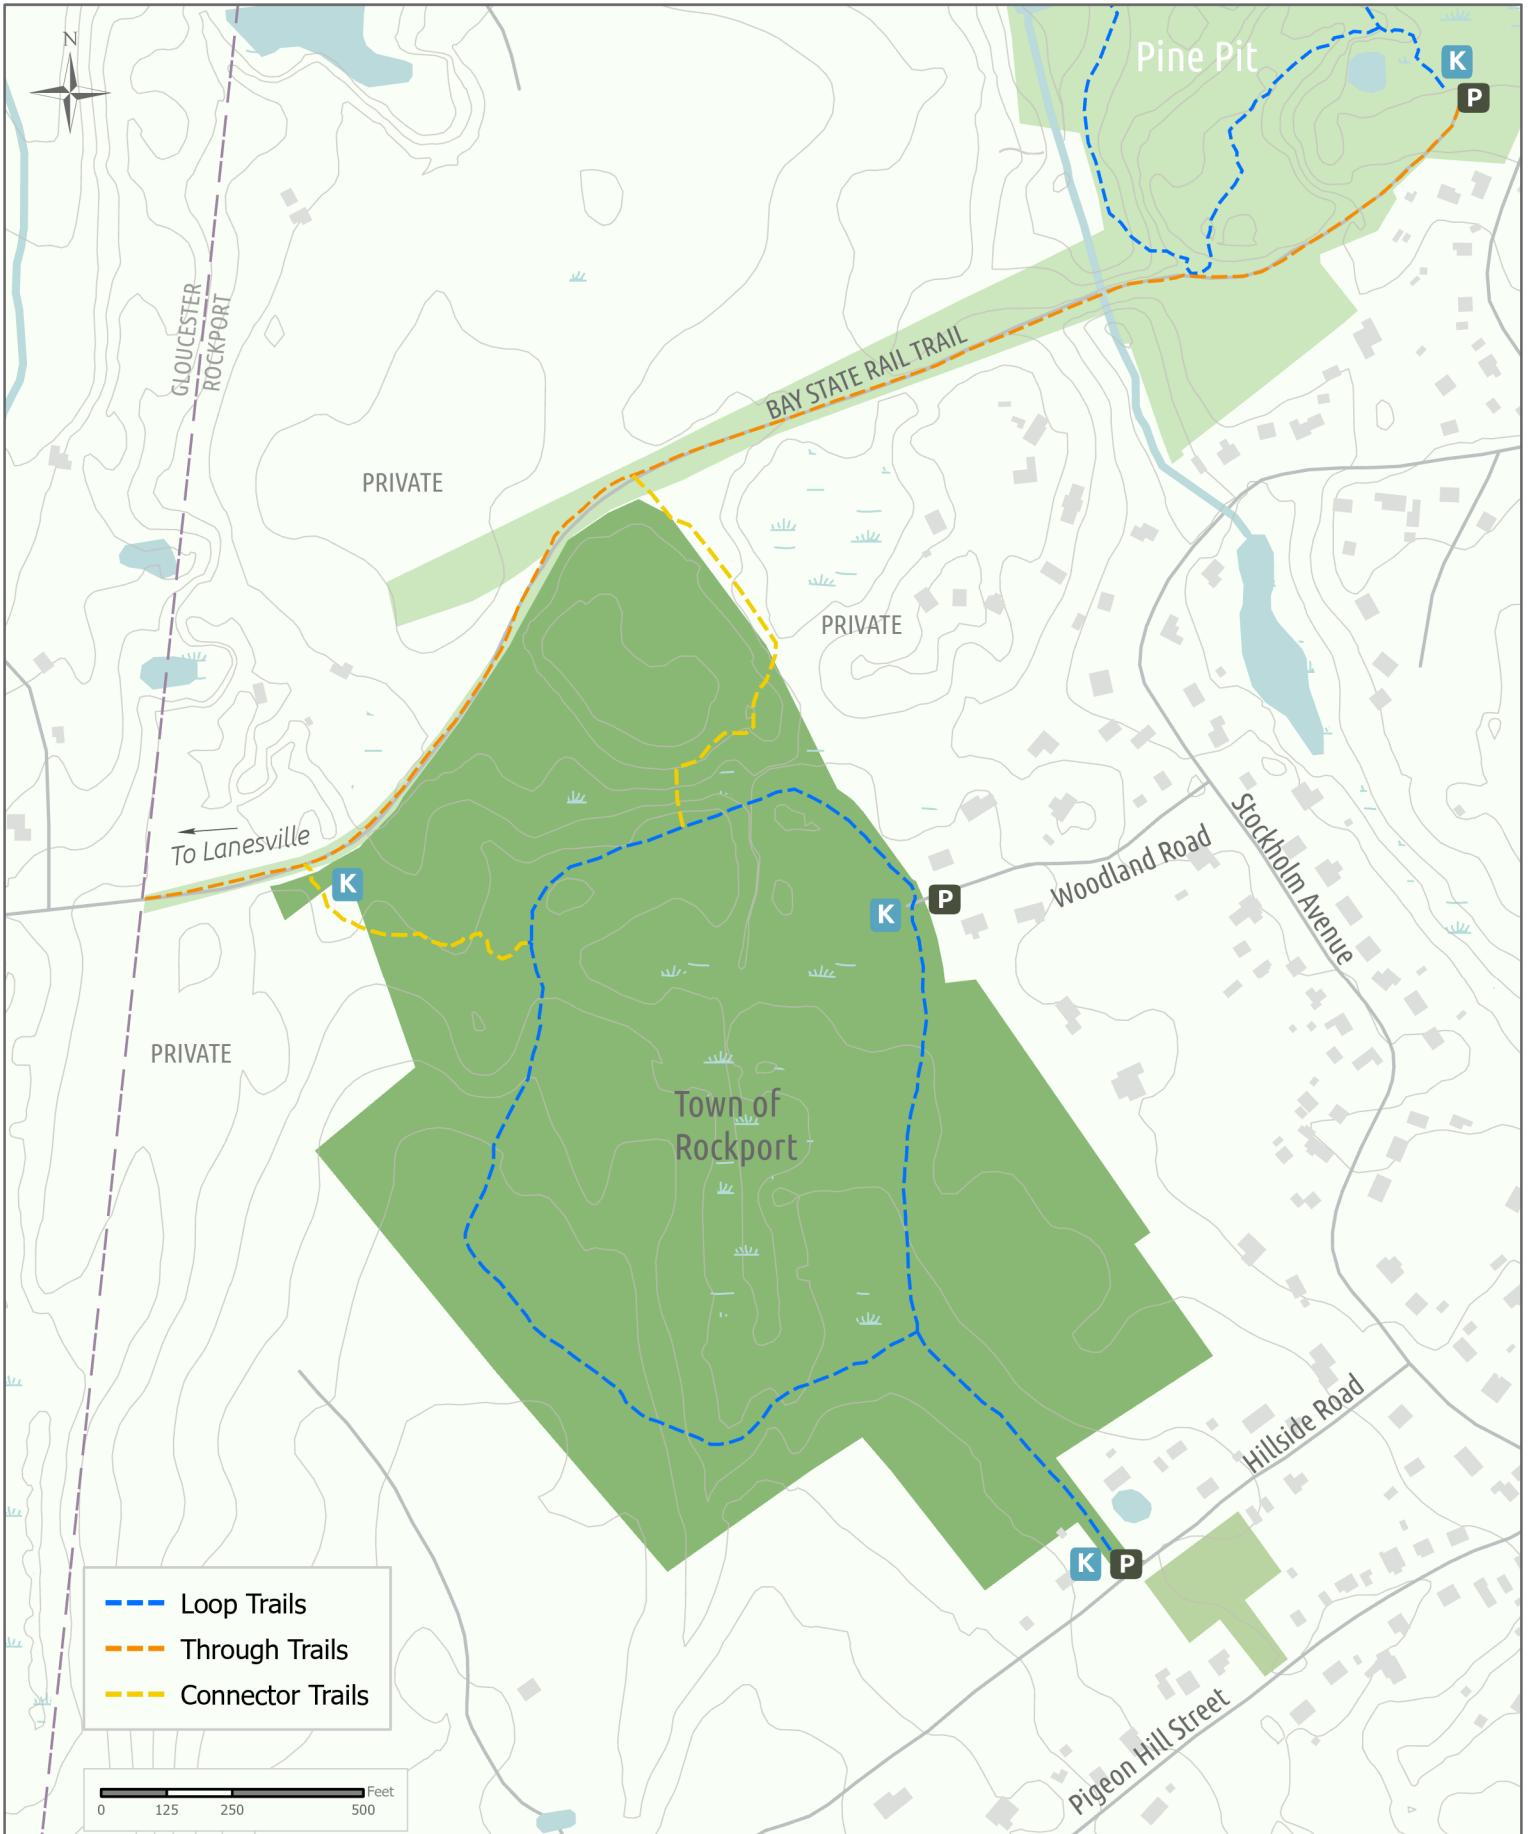 N
Pine Pit
K
P
GLOUCESTER
ROCKPORT
BAY STATE RAIL TRAIL
PRIVATE
PRIVATE
To Lanesville
K
K
P
Woodland Road
Stockholm Avenue
PRIVATE
Town of
Rockport
Hillside Road
K
P
Pigeon Hill Street
Loop Trails
Through Trails
Connector Trails
Feet
0 125 250 500